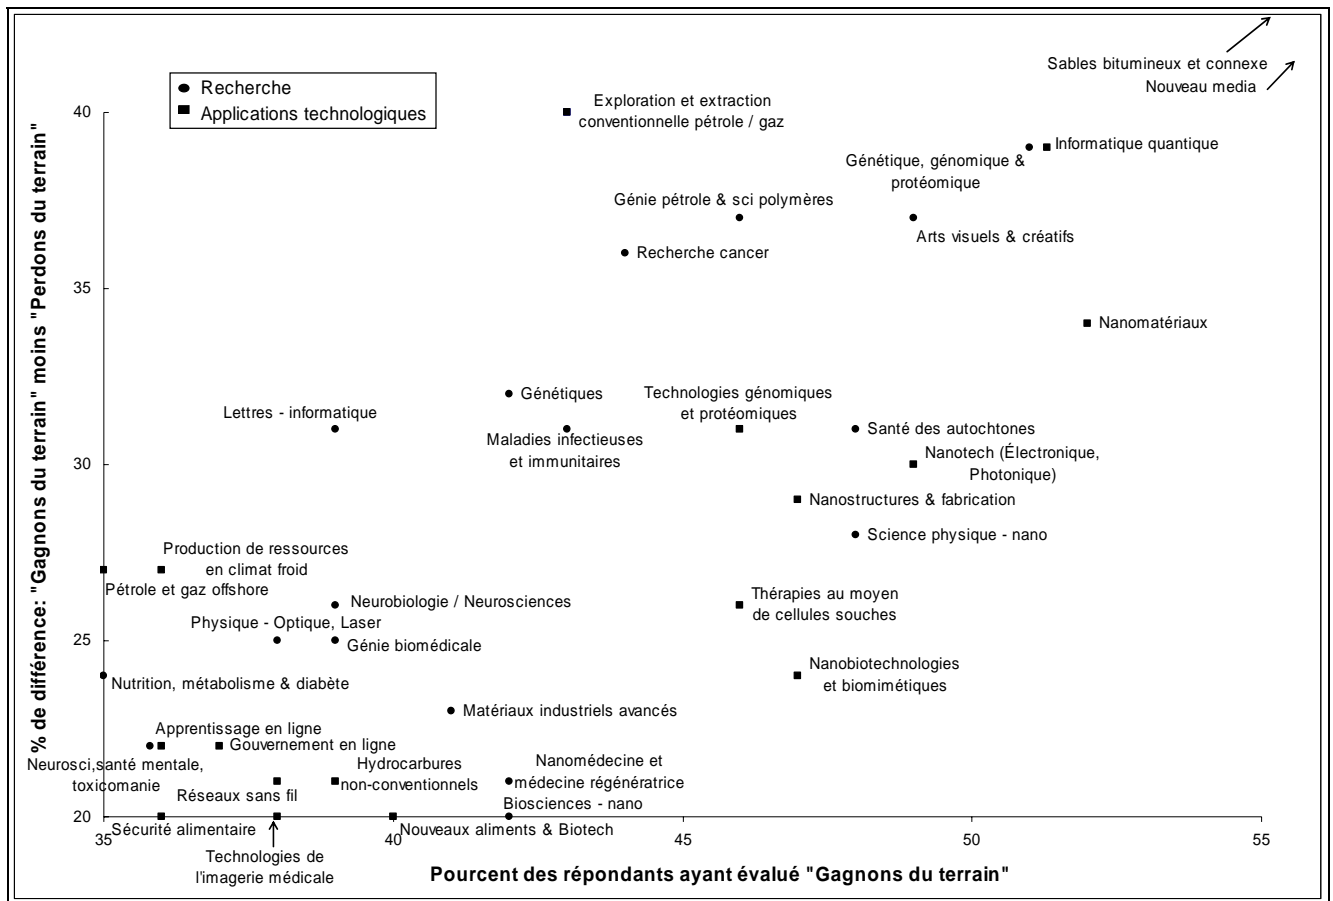 Sables bitumineux et connexe
Nouveau media
Recherche
Applications technologiques
% de différence: "Gagnons du terrain" moins "Perdons du terrain"
40
35
30
25
20
Exploration et extraction
conventionnelle pétrole / gaz
Informatique quantique
Génétique, génomique &
protéomique
Génie pétrole & sci polymères
Arts visuels & créatifs
Recherche cancer
Nanomatériaux
Génétiques
Technologies génomiques
et protéomiques
Lettres - informatique
Maladies infectieuses
et immunitaires
Santé des autochtones
Nanotech (Électronique,
Photonique)
Nanostructures & fabrication
Science physique - nano
Production de ressources
en climat froid
Pétrole et gaz offshore
Neurobiologie / Neurosciences
Thérapies au moyen
de cellules souches
Physique - Optique, Laser
Génie biomédicale
Nanobiotechnologies
et biomimétiques
Nutrition, métabolisme & diabète
Matériaux industriels avancés
Apprentissage en ligne
Gouvernement en ligne
Neurosci,santé mentale,
toxicomanie
Hydrocarbures
non-conventionnels
Nanomédecine et
médecine régénératrice
Réseaux sans fil
Biosciences - nano
Sécurité alimentaire
Nouveaux aliments & Biotech
35
40
45
50
55
Technologies de
l'imagerie médicale
Pourcent des répondants ayant évalué "Gagnons du terrain"